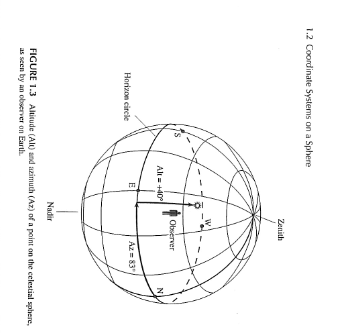 1.2 Coordinate Systems on a Sphere
Zenith
Horizon circle
S
W
Alt = +40°
Observer
E
Az = 83°
N
Nadir
FIGURE 1.3 Altitude (Alt) and azimuth (Az) of a point on the celestial sphere,
as seen by an observer on Earth.